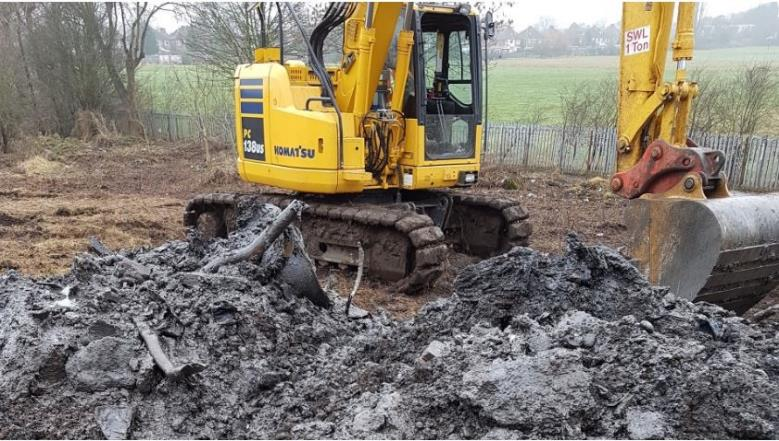 SWL
1 Ton
PC
138US
KOMATSU